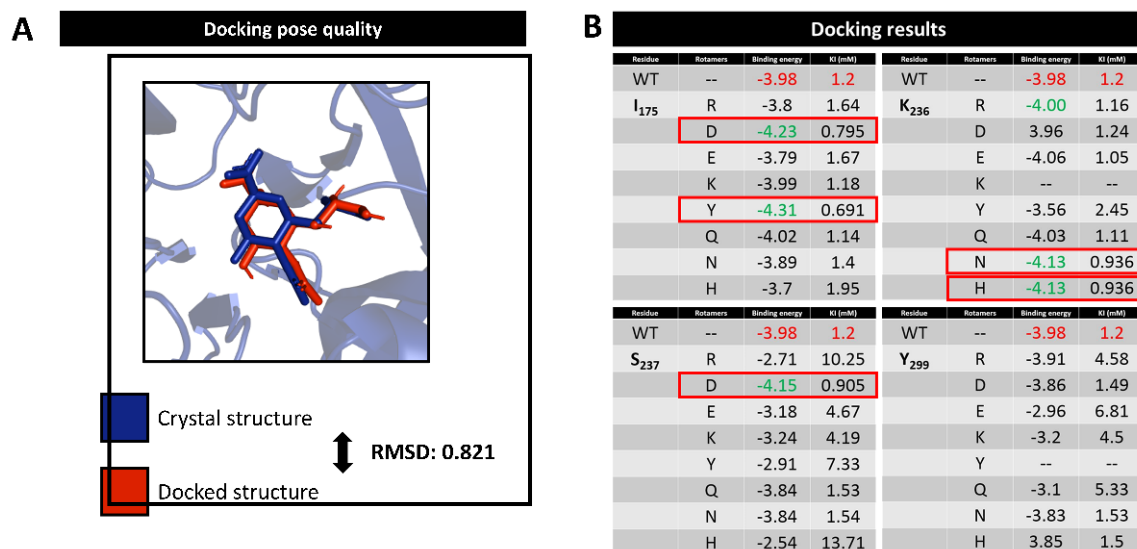 A
Docking pose quality
Crystal structure
RMSD: 0.821
Docked structure
B
Docking results
Residue Rotamers Binding energy KI (mM)
WT -- -3.98 1.2
I175 R -3.8 1.64
D -4.23 0.795
E -3.79 1.67
K -3.99 1.18
Y -4.31 0.691
Q -4.02 1.14
N -3.89 1.4
H -3.7 1.95
Residue Rotamers Binding energy KI (mM)
WT -- -3.98 1.2
K236 R -4.00 1.16
D 3.96 1.24
E -4.06 1.05
K -- --
Y -3.56 2.45
Q -4.03 1.11
N -4.13 0.936
H -4.13 0.936
Residue Rotamers Binding energy KI (mM)
WT -- -3.98 1.2
S237 R -2.71 10.25
D -4.15 0.905
E -3.18 4.67
K -3.24 4.19
Y -2.91 7.33
Q -3.84 1.53
N -3.84 1.54
H -2.54 13.71
Residue Rotamers Binding energy KI (mM)
WT -- -3.98 1.2
Y299 R -3.91 4.58
D -3.86 1.49
E -2.96 6.81
K -3.2 4.5
Y -- --
Q -3.1 5.33
N -3.83 1.53
H 3.85 1.5